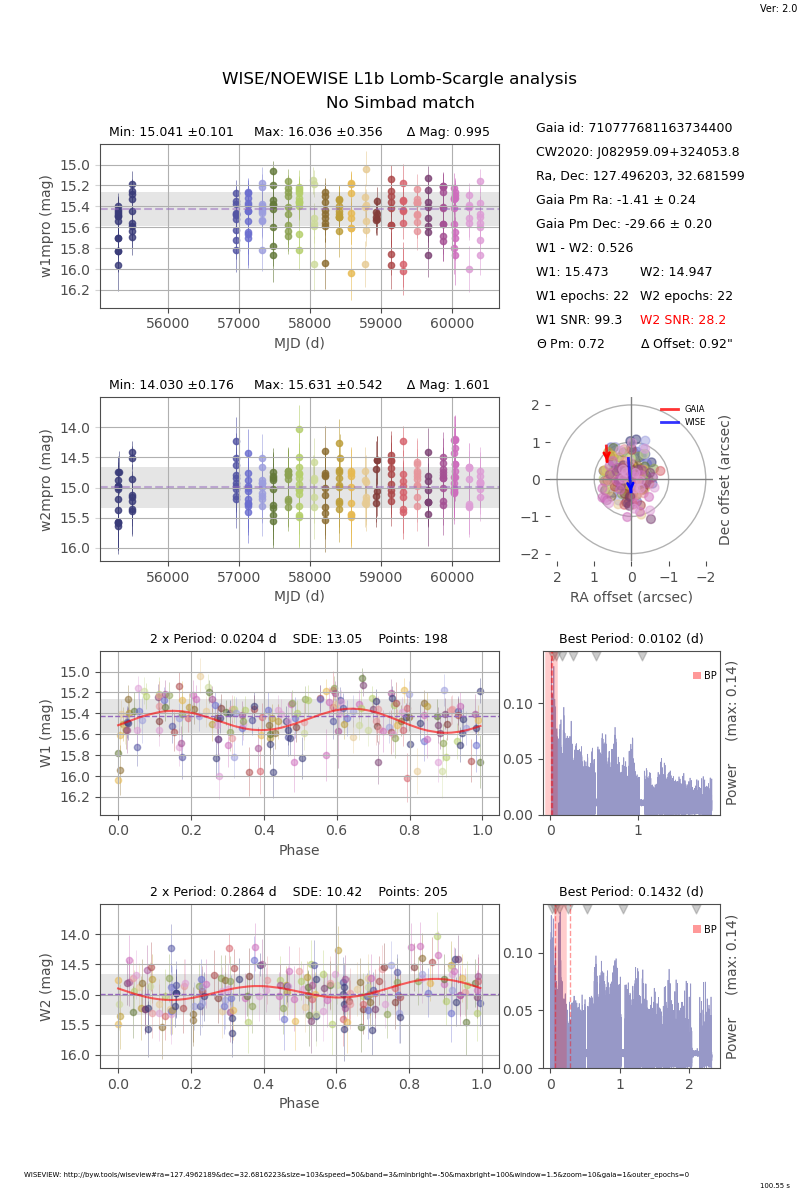 Ver: 2.0
WISE/NOEWISE L1b Lomb-Scargle analysis
No Simbad match
Min: 15.041 ±0.101 Max: 16.036 ±0.356 Δ Mag: 0.995
15.0
15.2
15.4
15.6
15.8
16.0
16.2
w1mpro (mag)
56000 57000 58000 59000 60000
MJD (d)
Gaia id: 710777681163734400
CW2020: J082959.09+324053.8
Ra, Dec: 127.496203, 32.681599
Gaia Pm Ra: -1.41 ± 0.24
Gaia Pm Dec: -29.66 ± 0.20
W1 - W2: 0.526
W1: 15.473 W2: 14.947
W1 epochs: 22 W2 epochs: 22
W1 SNR: 99.3 W2 SNR: 28.2
Θ Pm: 0.72 Δ Offset: 0.92"
Min: 14.030 ±0.176 Max: 15.631 ±0.542 Δ Mag: 1.601
14.0
14.5
15.0
15.5
16.0
w2mpro (mag)
56000 57000 58000 59000 60000
MJD (d)
GAIA
WISE
2
1
0
−1
−2
Dec offset (arcsec)
2 1 0 −1 −2
RA offset (arcsec)
2 x Period: 0.0204 d SDE: 13.05 Points: 198
15.0
15.2
15.4
15.6
15.8
16.0
16.2
W1 (mag)
0.0 0.2 0.4 0.6 0.8 1.0
Phase
Best Period: 0.0102 (d)
BP
0.10
0.05
0.00
Power (max: 0.14)
0 1
2 x Period: 0.2864 d SDE: 10.42 Points: 205
14.0
14.5
15.0
15.5
16.0
W2 (mag)
0.0 0.2 0.4 0.6 0.8 1.0
Phase
Best Period: 0.1432 (d)
BP
0.10
0.05
0.00
Power (max: 0.14)
0 1 2
WISEVIEW: http://byw.tools/wiseview#ra=127.4962189&dec=32.6816223&size=103&speed=50&band=3&minbright=-50&maxbright=100&window=1.5&zoom=10&gaia=1&outer_epochs=0
100.55 s